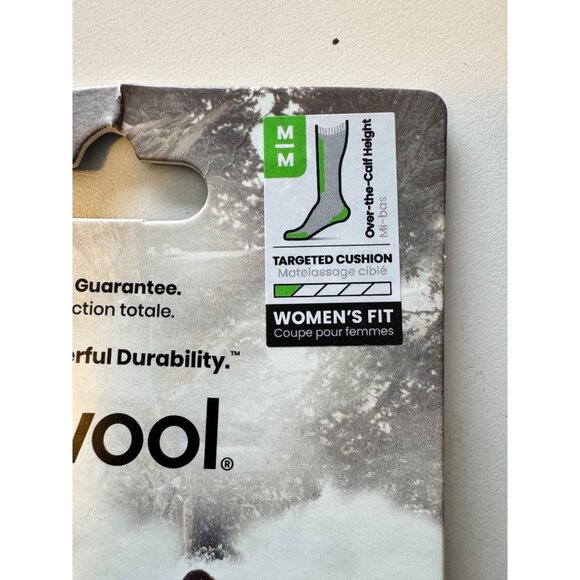 M
M
Over-the-Calf Height
Mi-bas
TARGETED CUSHION
Matelassage ciblé
WOMEN'S FIT
Coupe pour femmes
Guarantee.
ction totale.
erful Durability.™
wool®